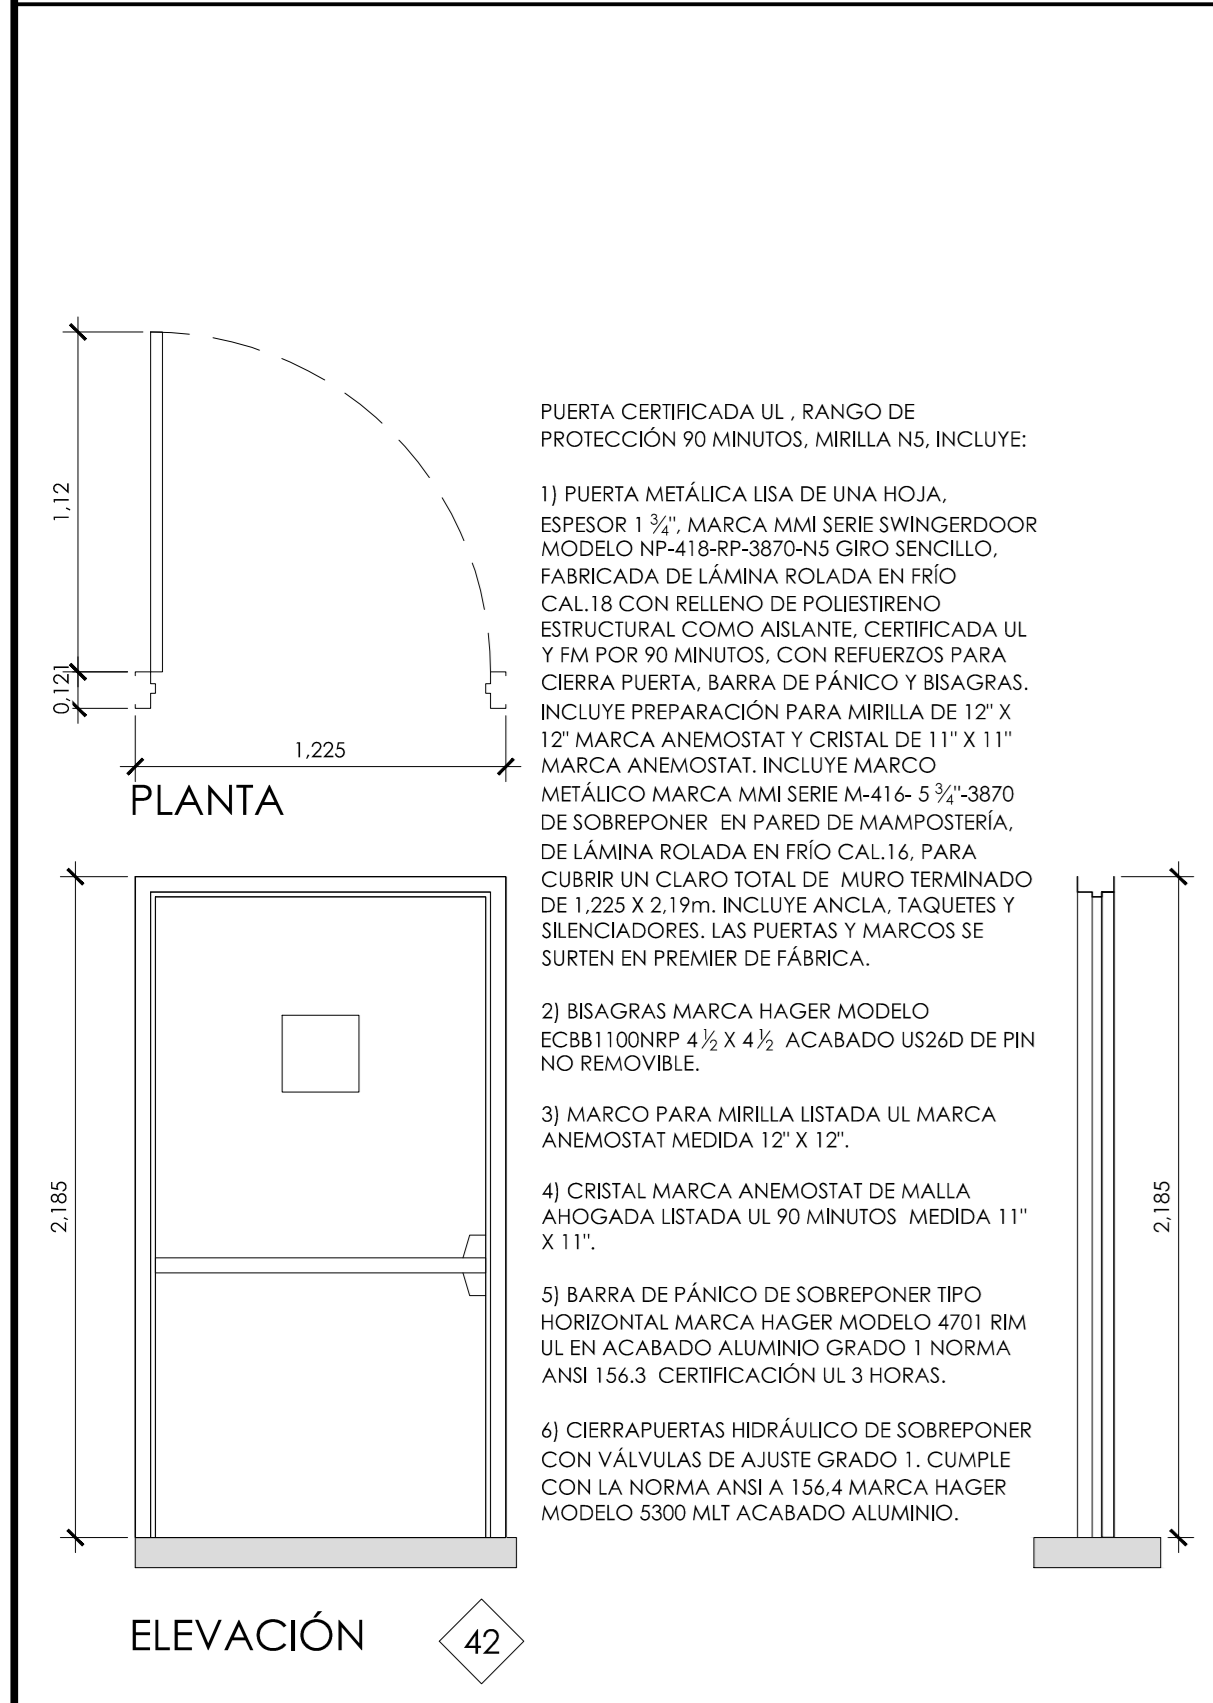 1,12
0,121
1,225
PLANTA
PUERTA CERTIFICADA UL , RANGO DE
PROTECCIÓN 90 MINUTOS, MIRILLA N5, INCLUYE:
1) PUERTA METÁLICA LISA DE UNA HOJA,
ESPESOR 1 ¾", MARCA MMI SERIE SWINGERDOOR
MODELO NP-418-RP-3870-N5 GIRO SENCILLO,
FABRICADA DE LÁMINA ROLADA EN FRÍO
CAL.18 CON RELLENO DE POLIESTIRENO
ESTRUCTURAL COMO AISLANTE, CERTIFICADA UL
Y FM POR 90 MINUTOS, CON REFUERZOS PARA
CIERRA PUERTA, BARRA DE PÁNICO Y BISAGRAS.
INCLUYE PREPARACIÓN PARA MIRILLA DE 12" X
12" MARCA ANEMOSTAT Y CRISTAL DE 11" X 11"
MARCA ANEMOSTAT. INCLUYE MARCO
METÁLICO MARCA MMI SERIE M-416- 5 ¾"-3870
DE SOBREPONER EN PARED DE MAMPOSTERÍA,
DE LÁMINA ROLADA EN FRÍO CAL.16, PARA
CUBRIR UN CLARO TOTAL DE MURO TERMINADO
DE 1,225 X 2,19m. INCLUYE ANCLA, TAQUETES Y
SILENCIADORES. LAS PUERTAS Y MARCOS SE
SURTEN EN PREMIER DE FÁBRICA.
2) BISAGRAS MARCA HAGER MODELO
ECBB1100NRP 4 ½ X 4 ½ ACABADO US26D DE PIN
NO REMOVIBLE.
3) MARCO PARA MIRILLA LISTADA UL MARCA
ANEMOSTAT MEDIDA 12" X 12".
4) CRISTAL MARCA ANEMOSTAT DE MALLA
AHOGADA LISTADA UL 90 MINUTOS MEDIDA 11"
X 11".
5) BARRA DE PÁNICO DE SOBREPONER TIPO
HORIZONTAL MARCA HAGER MODELO 4701 RIM
UL EN ACABADO ALUMINIO GRADO 1 NORMA
ANSI 156.3 CERTIFICACIÓN UL 3 HORAS.
6) CIERRAPUERTAS HIDRÁULICO DE SOBREPONER
CON VÁLVULAS DE AJUSTE GRADO 1. CUMPLE
CON LA NORMA ANSI A 156,4 MARCA HAGER
MODELO 5300 MLT ACABADO ALUMINIO.
2,185
2,185
ELEVACIÓN
42